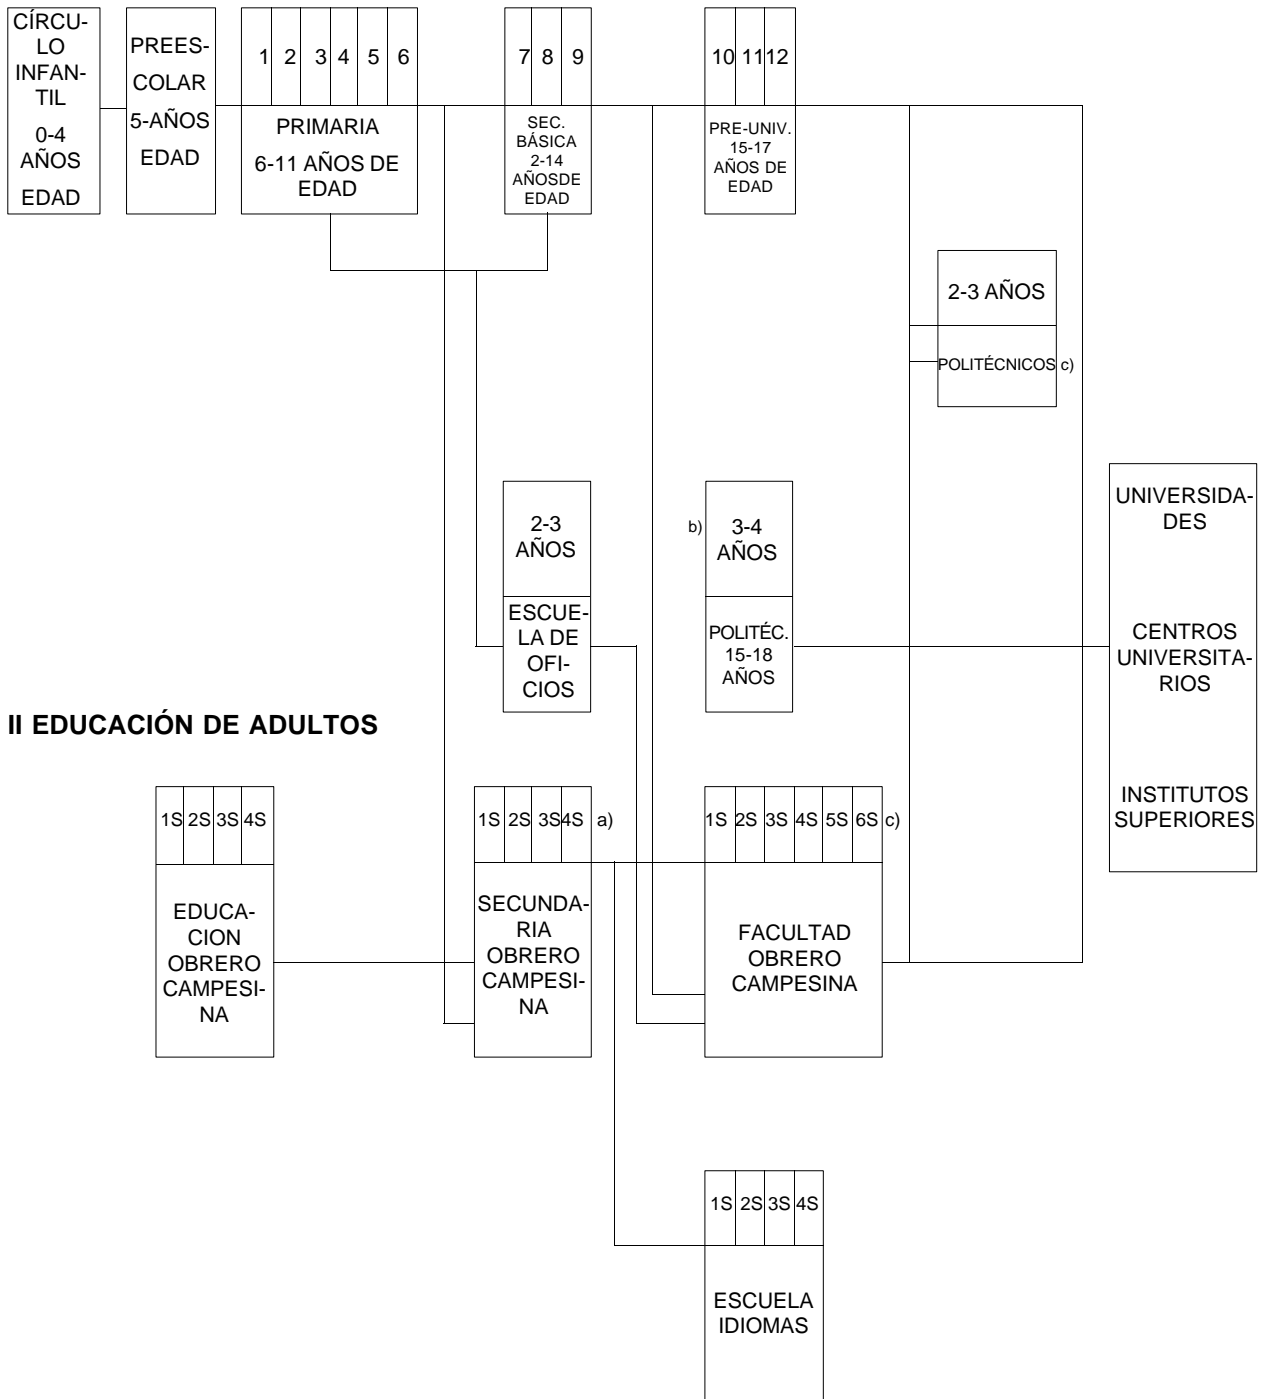 CÍRCU-
LO
INFAN-
TIL
0-4
AÑOS
EDAD
PREES-
COLAR
5-AÑOS
EDAD
1 2 3 4 5 6
PRIMARIA
6-11 AÑOS DE
EDAD
7 8 9
SEC.
BÁSICA
2-14
AÑOSDE
EDAD
10 11 12
PRE-UNIV.
15-17
AÑOS DE
EDAD
2-3 AÑOS
POLITÉCNICOS c)
2-3
AÑOS
ESCUE-
LA DE
OFI-
CIOS
b) 3-4
AÑOS
POLITÉC.
15-18
AÑOS
UNIVERSIDA-
DES
CENTROS
UNIVERSITA-
RIOS
INSTITUTOS
SUPERIORES
II EDUCACIÓN DE ADULTOS
1S 2S 3S 4S
EDUCA-
CION
OBRERO
CAMPESI-
NA
1S 2S 3S 4S a)
SECUNDA-
RIA
OBRERO
CAMPESI-
NA
1S 2S 3S 4S 5S 6S c)
FACULTAD
OBRERO
CAMPESINA
1S 2S 3S 4S
ESCUELA
IDIOMAS